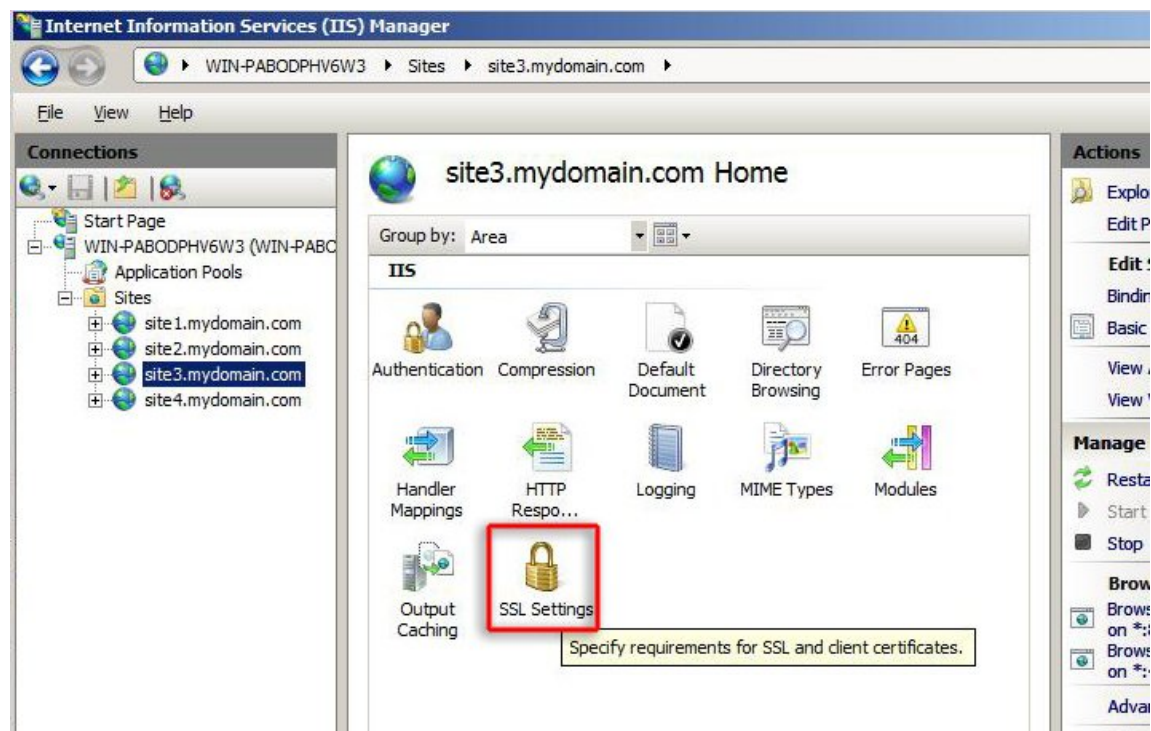 Internet Information Services (IIS) Manager
WIN-PABODPHV6W3 Sites site3.mydomain.com
File View Help
Connections
Start Page
WIN-PABODPHV6W3 (WIN-PABO
Application Pools
Sites
site1.mydomain.com
site2.mydomain.com
site3.mydomain.com
site4.mydomain.com
site3.mydomain.com Home
Group by: Area
IIS
Authentication
Compression
Default
Document
Directory
Browsing
404
Error Pages
Handler
Mappings
HTTP
Respo...
Logging
MIME Types
Modules
Output
Caching
SSL Settings
Specify requirements for SSL and client certificates.
Actions
Explo
Edit P
Edit
Bindin
Basic
View
View
Manage
Resta
Start
Stop
Brow
Brows
on *:
Brows
on *:
Advan